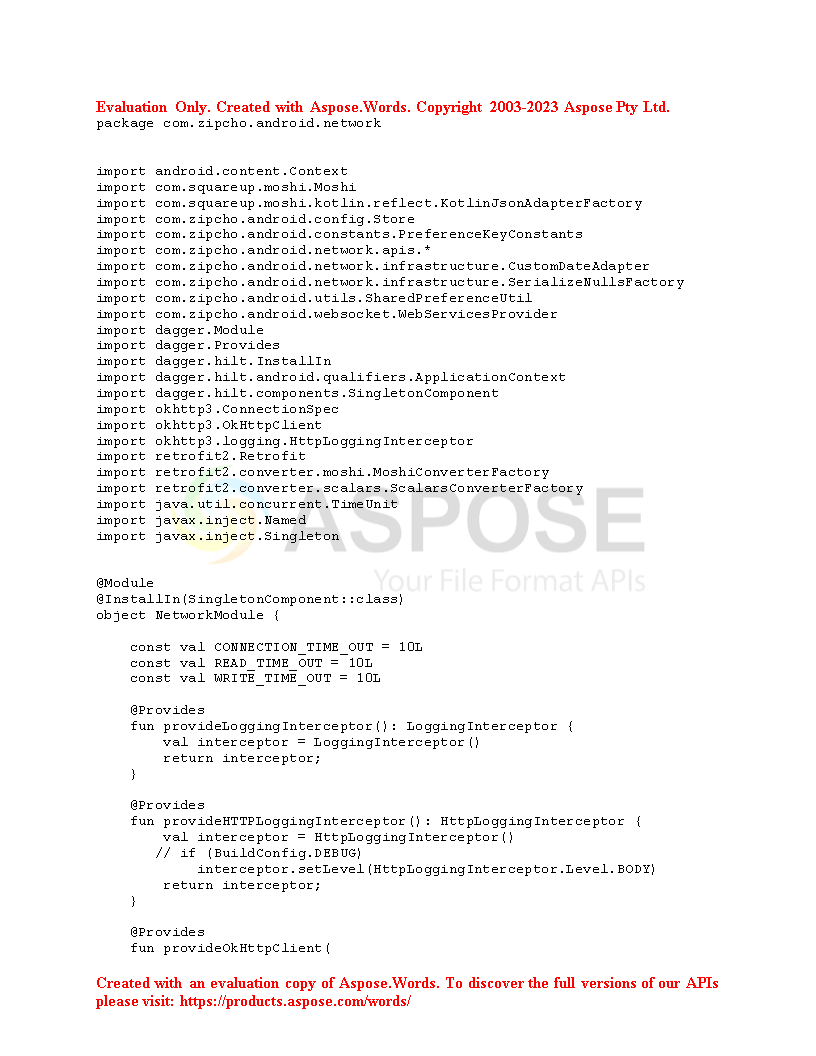 Evaluation Only. Created with Aspose.Words. Copyright 2003-2023 Aspose Pty Ltd.
package com.zipcho.android.network
import android.content.Context
import com.squareup.moshi.Moshi
import com.squareup.moshi.kotlin.reflect.KotlinJsonAdapterFactory
import com.zipcho.android.config.Store
import com.zipcho.android.constants.PreferenceKeyConstants
import com.zipcho.android.network.apis.*
import com.zipcho.android.network.infrastructure.CustomDateAdapter
import com.zipcho.android.network.infrastructure.SerializeNullsFactory
import com.zipcho.android.utils.SharedPreferenceUtil
import com.zipcho.android.websocket.WebServicesProvider
import dagger.Module
import dagger.Provides
import dagger.hilt.InstallIn
import dagger.hilt.android.qualifiers.ApplicationContext
import dagger.hilt.components.SingletonComponent
import okhttp3.ConnectionSpec
import okhttp3.OkHttpClient
import okhttp3.logging.HttpLoggingInterceptor
import retrofit2.Retrofit
import retrofit2.converter.moshi.MoshiConverterFactory
import retrofit2.converter.scalars.ScalarsConverterFactory
import java.util.concurrent.TimeUnit
import javax.inject.Named
import javax.inject.Singleton
ASPOSE
Your File Format APIs
@Module
@InstallIn(SingletonComponent::class)
object NetworkModule {
    const val CONNECTION_TIME_OUT = 10L
    const val READ_TIME_OUT = 10L
    const val WRITE_TIME_OUT = 10L
    @Provides
    fun provideLoggingInterceptor(): LoggingInterceptor {
        val interceptor = LoggingInterceptor()
        return interceptor;
    }
    @Provides
    fun provideHTTPLoggingInterceptor(): HttpLoggingInterceptor {
        val interceptor = HttpLoggingInterceptor()
       // if (BuildConfig.DEBUG)
            interceptor.setLevel(HttpLoggingInterceptor.Level.BODY)
        return interceptor;
    }
    @Provides
    fun provideOkHttpClient(
Created with an evaluation copy of Aspose.Words. To discover the full versions of our APIs
please visit: https://products.aspose.com/words/